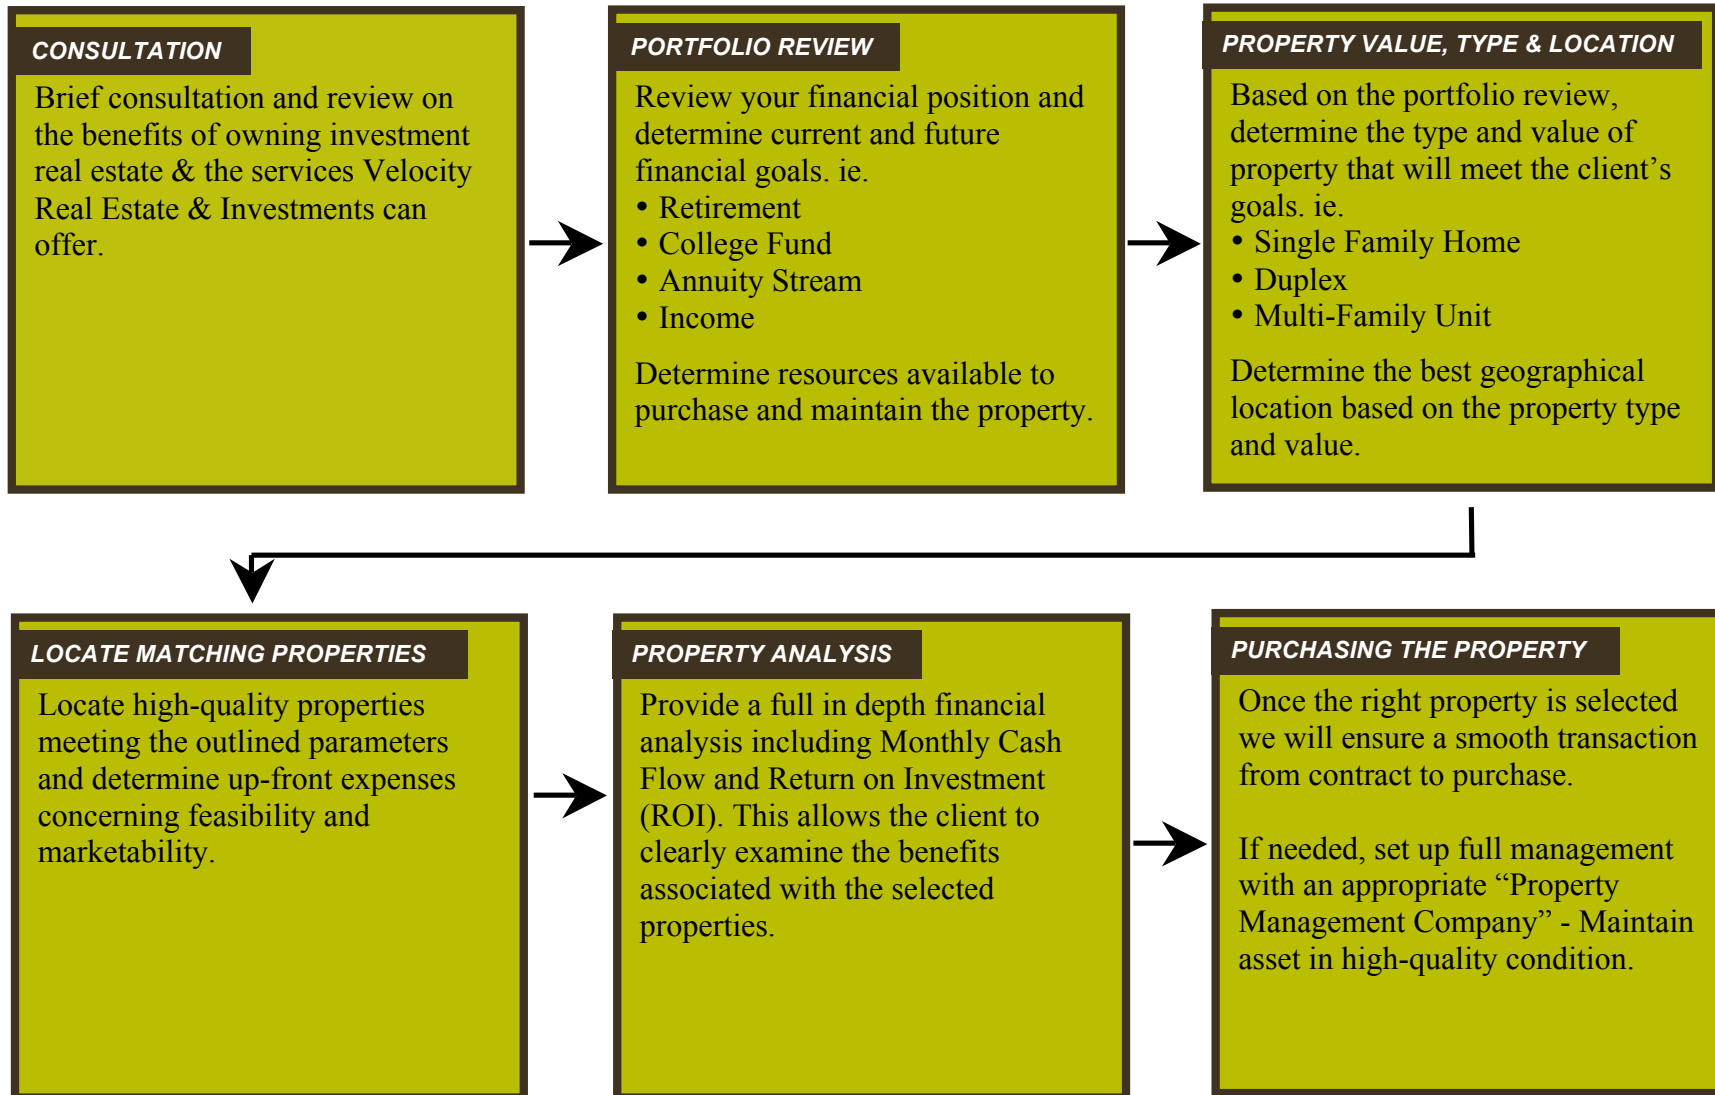 CONSULTATION
Brief consultation and review on
the benefits of owning investment
real estate & the services Velocity
Real Estate & Investments can
offer.
PORTFOLIO REVIEW
Review your financial position and
determine current and future
financial goals. ie.
• Retirement
• College Fund
• Annuity Stream
• Income
Determine resources available to
purchase and maintain the property.
PROPERTY VALUE, TYPE & LOCATION
Based on the portfolio review,
determine the type and value of
property that will meet the client’s
goals. ie.
• Single Family Home
• Duplex
• Multi-Family Unit
Determine the best geographical
location based on the property type
and value.
LOCATE MATCHING PROPERTIES
Locate high-quality properties
meeting the outlined parameters
and determine up-front expenses
concerning feasibility and
marketability.
PROPERTY ANALYSIS
Provide a full in depth financial
analysis including Monthly Cash
Flow and Return on Investment
(ROI). This allows the client to
clearly examine the benefits
associated with the selected
properties.
PURCHASING THE PROPERTY
Once the right property is selected
we will ensure a smooth transaction
from contract to purchase.
If needed, set up full management
with an appropriate “Property
Management Company” - Maintain
asset in high-quality condition.